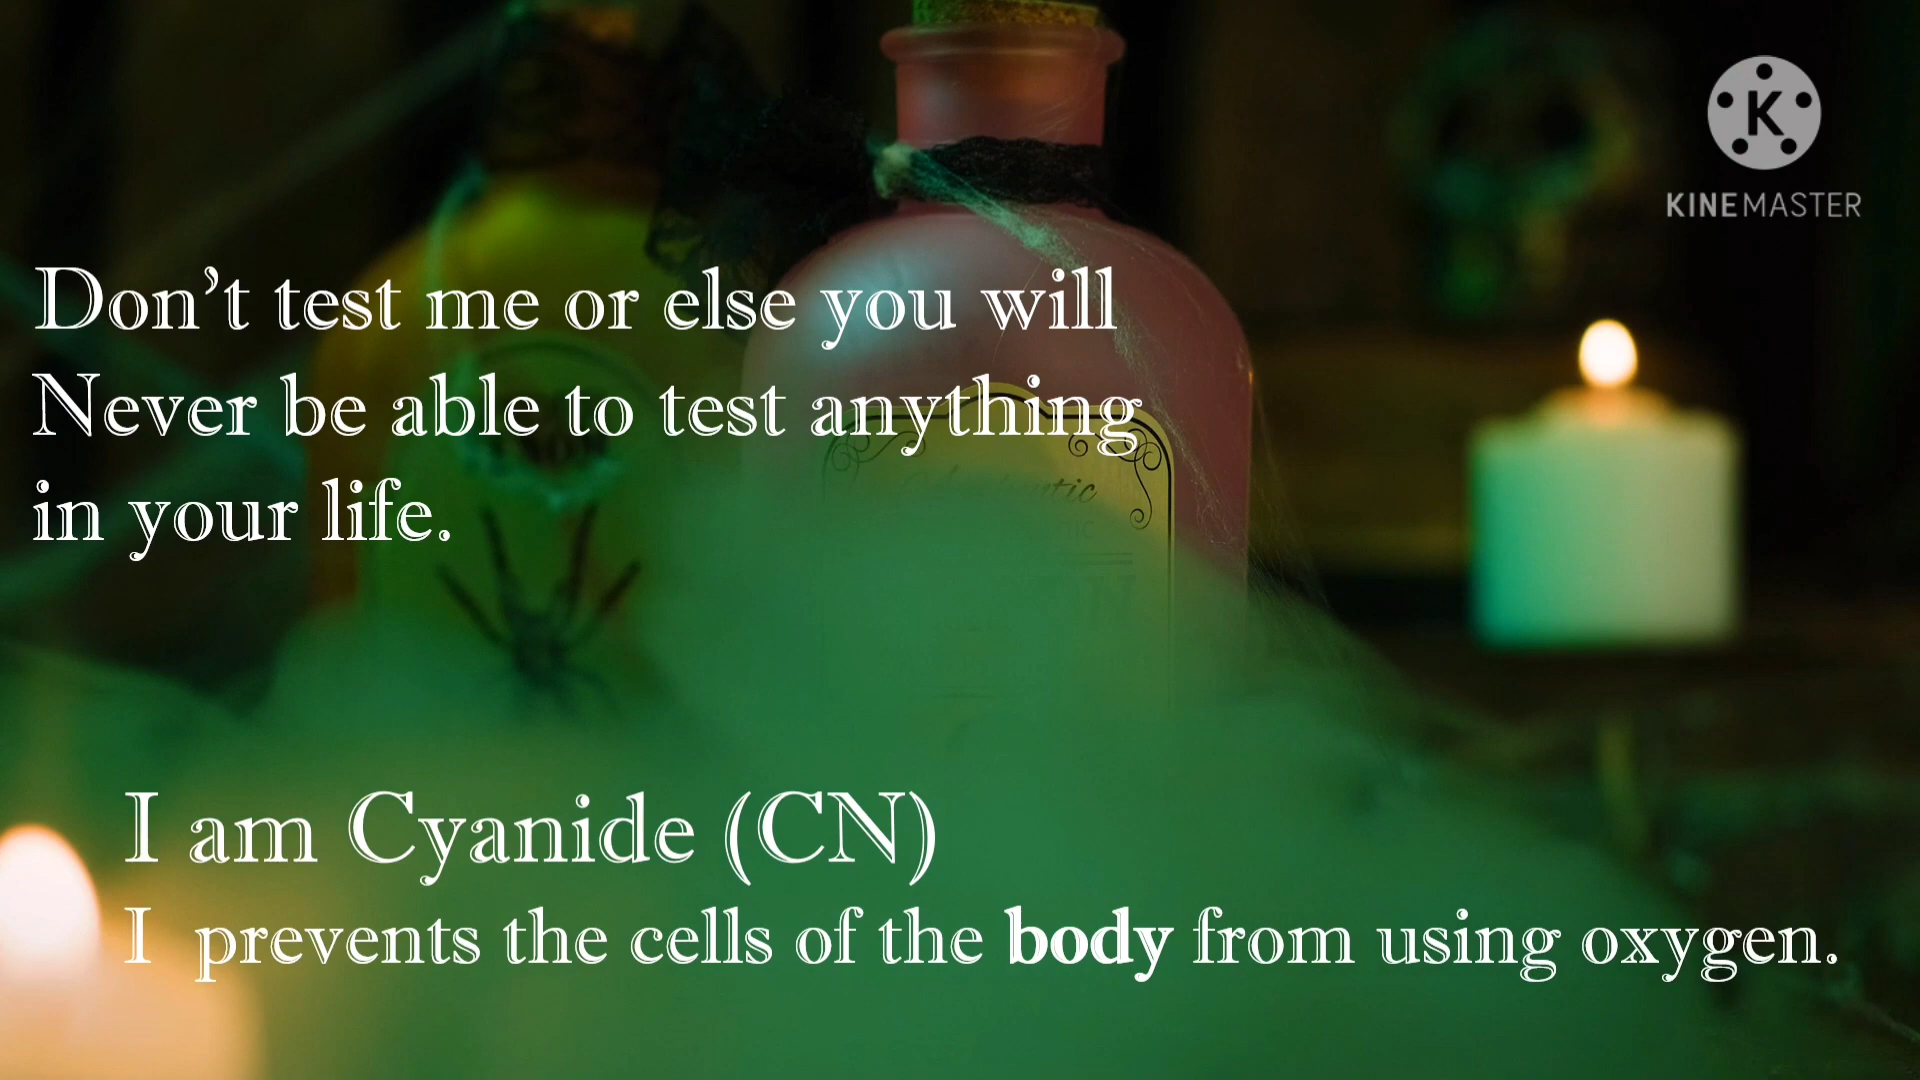 KINEMASTER
Don't test me or else you will
Never be able to test anything
in your life.
I am Cyanide (CN)
I prevents the cells of the body from using oxygen.